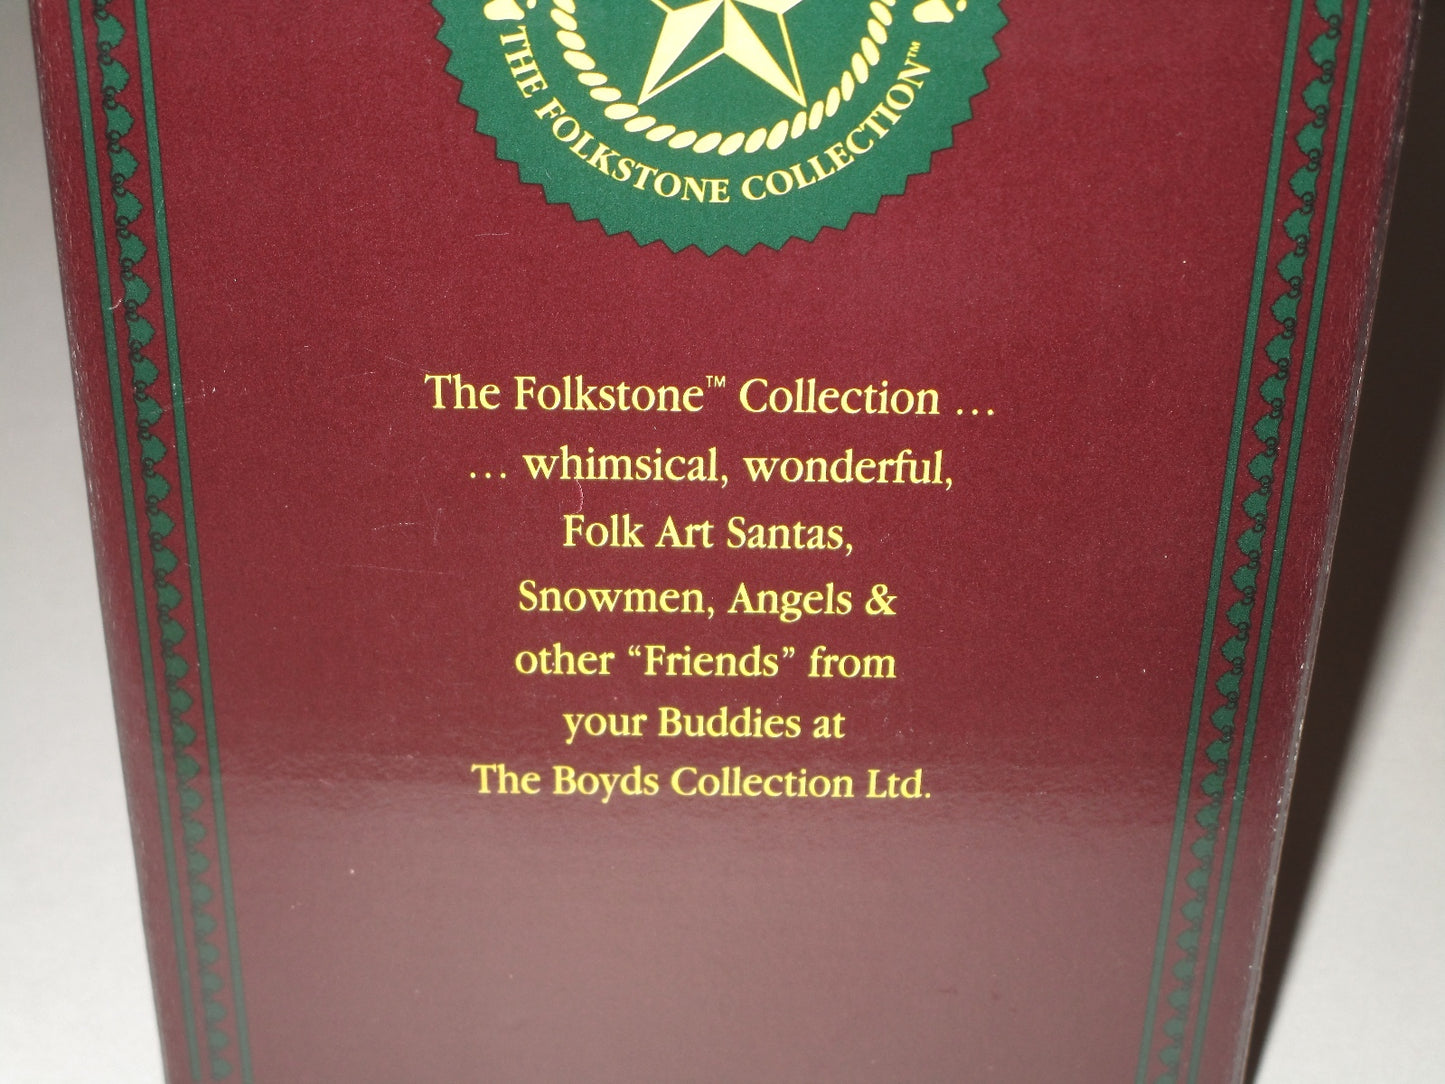 THE FOLKSTONE COLLECTION™
The Folkstone™ Collection ...
... whimsical, wonderful,
Folk Art Santas,
Snowmen, Angels &
other “Friends” from
your Buddies at
The Boyds Collection Ltd.